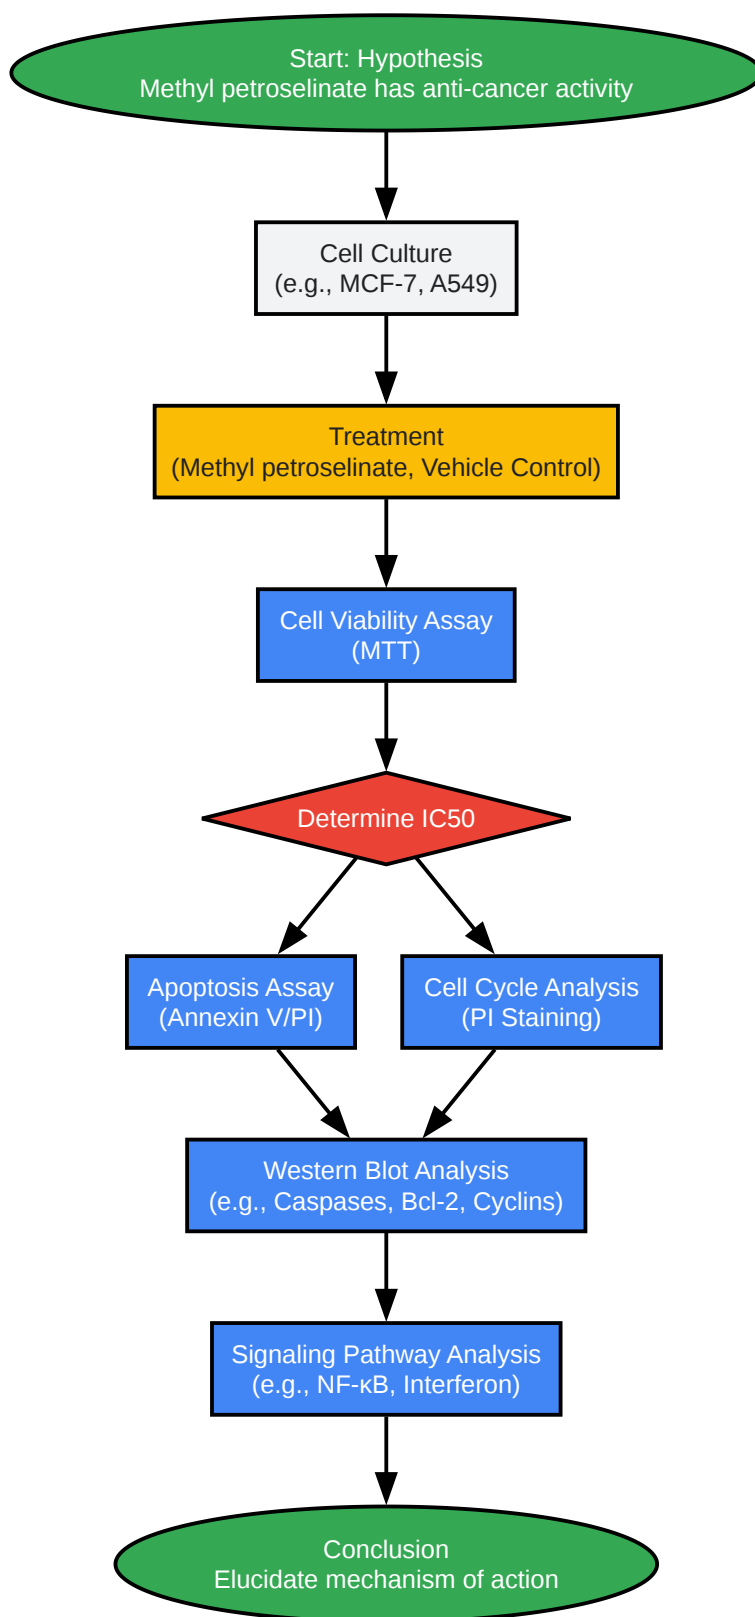 Start: Hypothesis
Methyl petroselinate has anti-cancer activity
Cell Culture
(e.g., MCF-7, A549)
Treatment
(Methyl petroselinate, Vehicle Control)
Cell Viability Assay
(MTT)
Determine IC50
Apoptosis Assay
(Annexin V/PI)
Cell Cycle Analysis
(PI Staining)
Western Blot Analysis
(e.g., Caspases, Bcl-2, Cyclins)
Signaling Pathway Analysis
(e.g., NF-κB, Interferon)
Conclusion
Elucidate mechanism of action